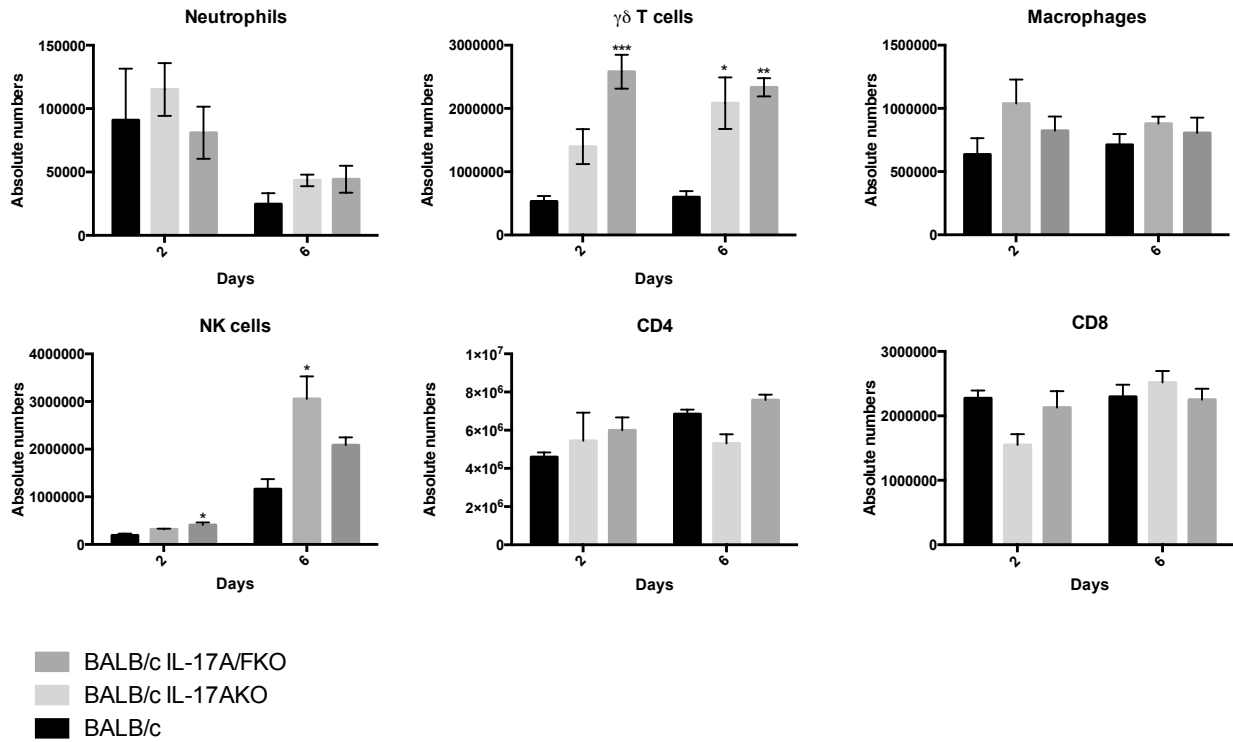 Neutrophils
150000
100000
50000
0
Absolute numbers
2
6
Days
γδ T cells
3000000
2000000
1000000
0
Absolute numbers
***
*
**
2
6
Days
Macrophages
1500000
1000000
500000
0
Absolute numbers
2
6
Days
NK cells
4000000
3000000
2000000
1000000
0
Absolute numbers
*
*
2
6
Days
CD4
1×10⁷
8×10⁶
6×10⁶
4×10⁶
2×10⁶
0
Absolute numbers
2
6
Days
CD8
3000000
2000000
1000000
0
Absolute numbers
2
6
Days
BALB/c IL-17A/FKO
BALB/c IL-17AKO
BALB/c